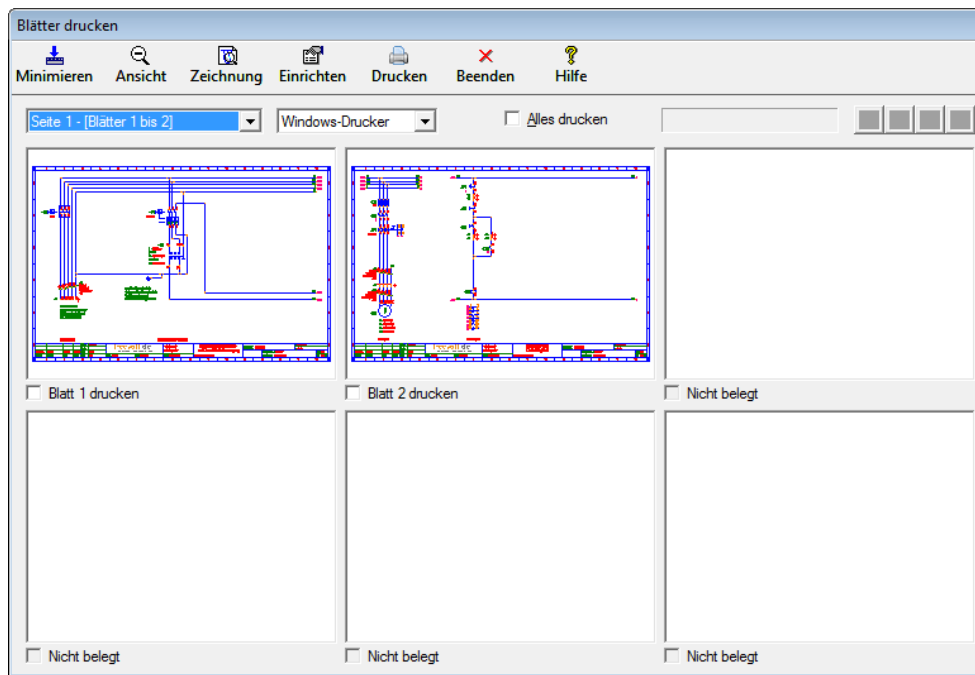 Blätter drucken
Minimieren Ansicht Zeichnung Einrichten Drucken Beenden Hilfe
Seite 1 - [Blätter 1 bis 2] Windows-Drucker Alles drucken
Blatt 1 drucken Blatt 2 drucken Nicht belegt
Nicht belegt Nicht belegt Nicht belegt